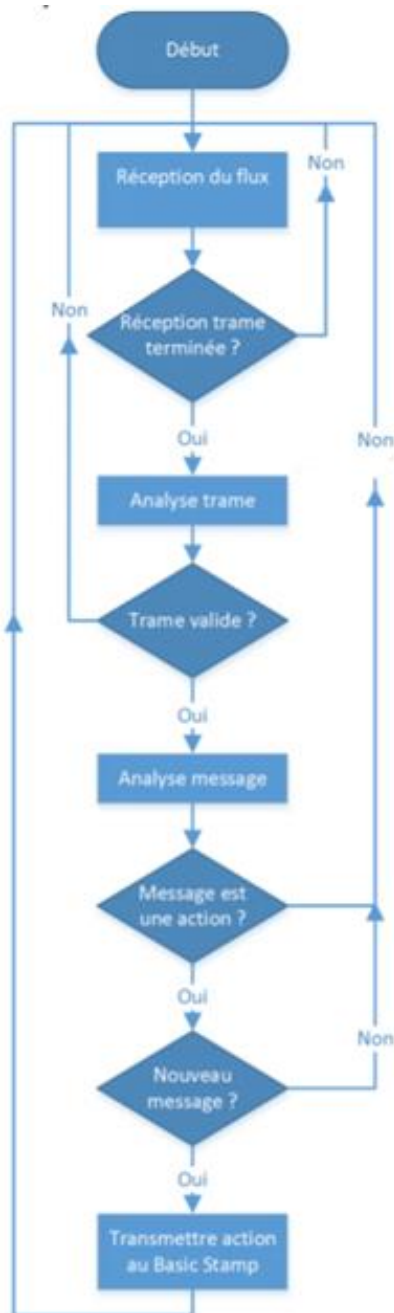 Début
Réception du flux
Non
Non
Réception trame
terminée ?
Oui
Non
Analyse trame
Trame valide ?
Oui
Analyse message
Message est
une action ?
Oui
Non
Nouveau
message ?
Oui
Transmettre action
au Basic Stamp